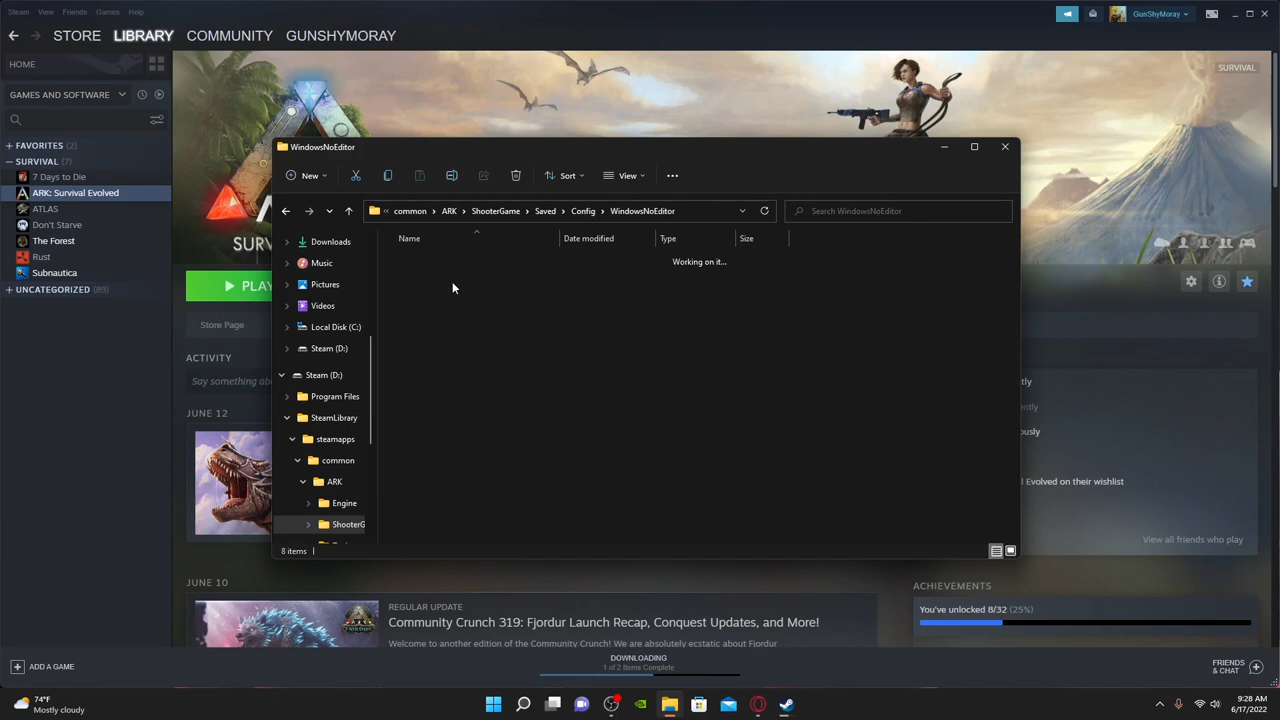 Steam View Friends Games Help
GunShyMoray
STORE LIBRARY COMMUNITY GUNSHYMORAY
HOME
GAMES AND SOFTWARE
FAVORITES (2)
SURVIVAL (7)
7 Days to Die
ARK: Survival Evolved
ATLAS
Don't Starve
The Forest
Rust
Subnautica
UNCATEGORIZED (89)
SURVIVAL
SURV
PLAY
Store Page
ACTIVITY
Say something abo
JUNE 12
JUNE 10
WindowsNoEditor
New
Sort
View
« common > ARK > ShooterGame > Saved > Config > WindowsNoEditor
Search WindowsNoEditor
Name
Date modified
Type
Size
Working on it...
Downloads
Music
Pictures
Videos
Local Disk (C:)
Steam (D:)
Steam (D:)
Program Files
SteamLibrary
steamapps
common
ARK
Engine
ShooterG
8 items
Evolved on their wishlist
View all friends who play
REGULAR UPDATE
Community Crunch 319: Fjordur Launch Recap, Conquest Updates, and More!
Welcome to another edition of the Community Crunch! We are absolutely ecstatic about Fjordur
ACHIEVEMENTS
You've unlocked 8/32 (25%)
ADD A GAME
DOWNLOADING
1 of 2 Items Complete
FRIENDS
& CHAT
74°F
Mostly cloudy
9:28 AM
6/17/2022